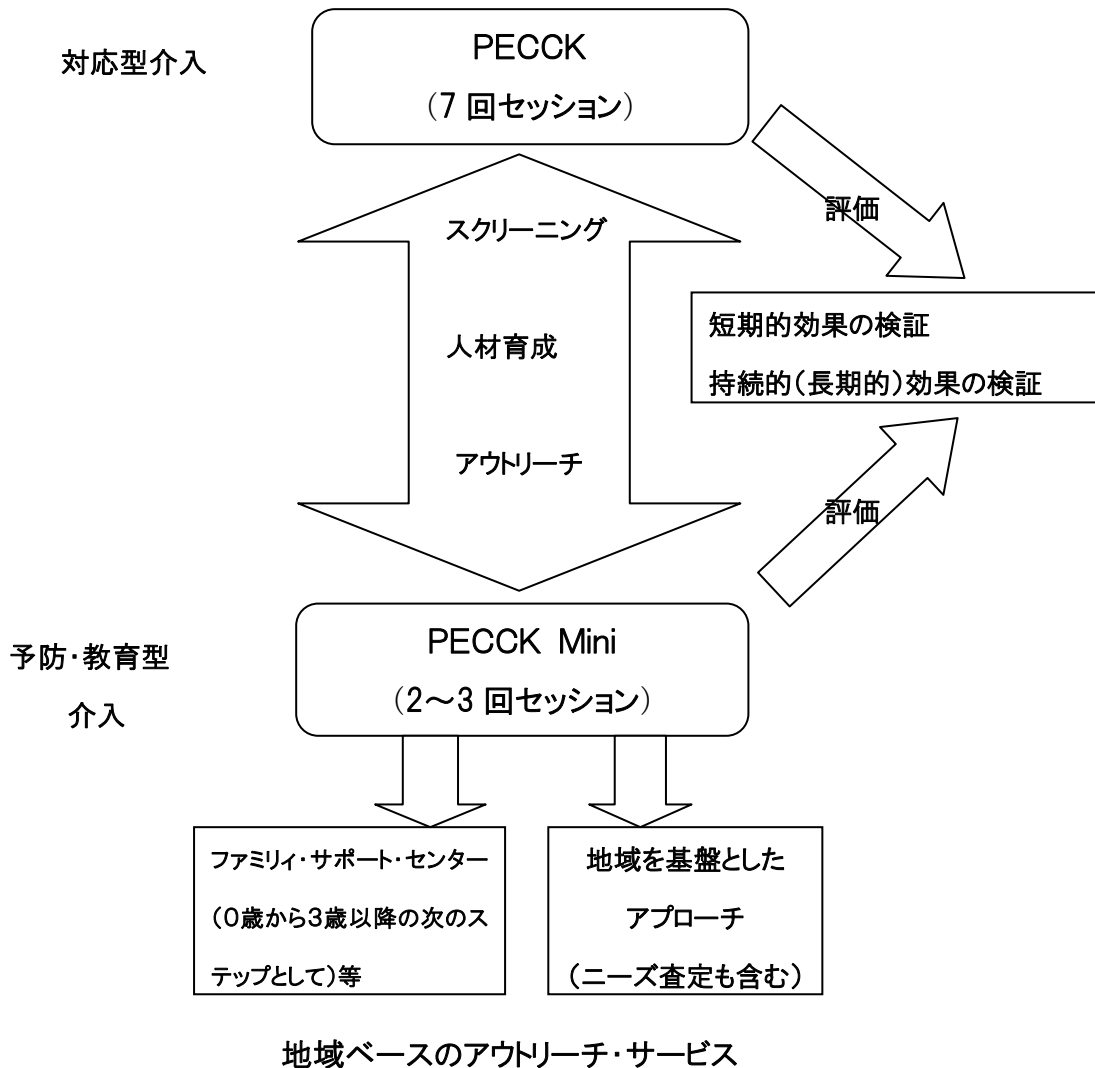 対応型介入
PECCK
（7 回セッション）
スクリーニング
人材育成
アウトリーチ
評価
短期的効果の検証
持続的（長期的）効果の検証
評価
予防・教育型
介入
PECCK Mini
（2～3 回セッション）
ファミリィ・サポート・センター
（０歳から３歳以降の次のス
テップとして）等
地域を基盤とした
アプローチ
（ニーズ査定も含む）
地域ベースのアウトリーチ・サービス